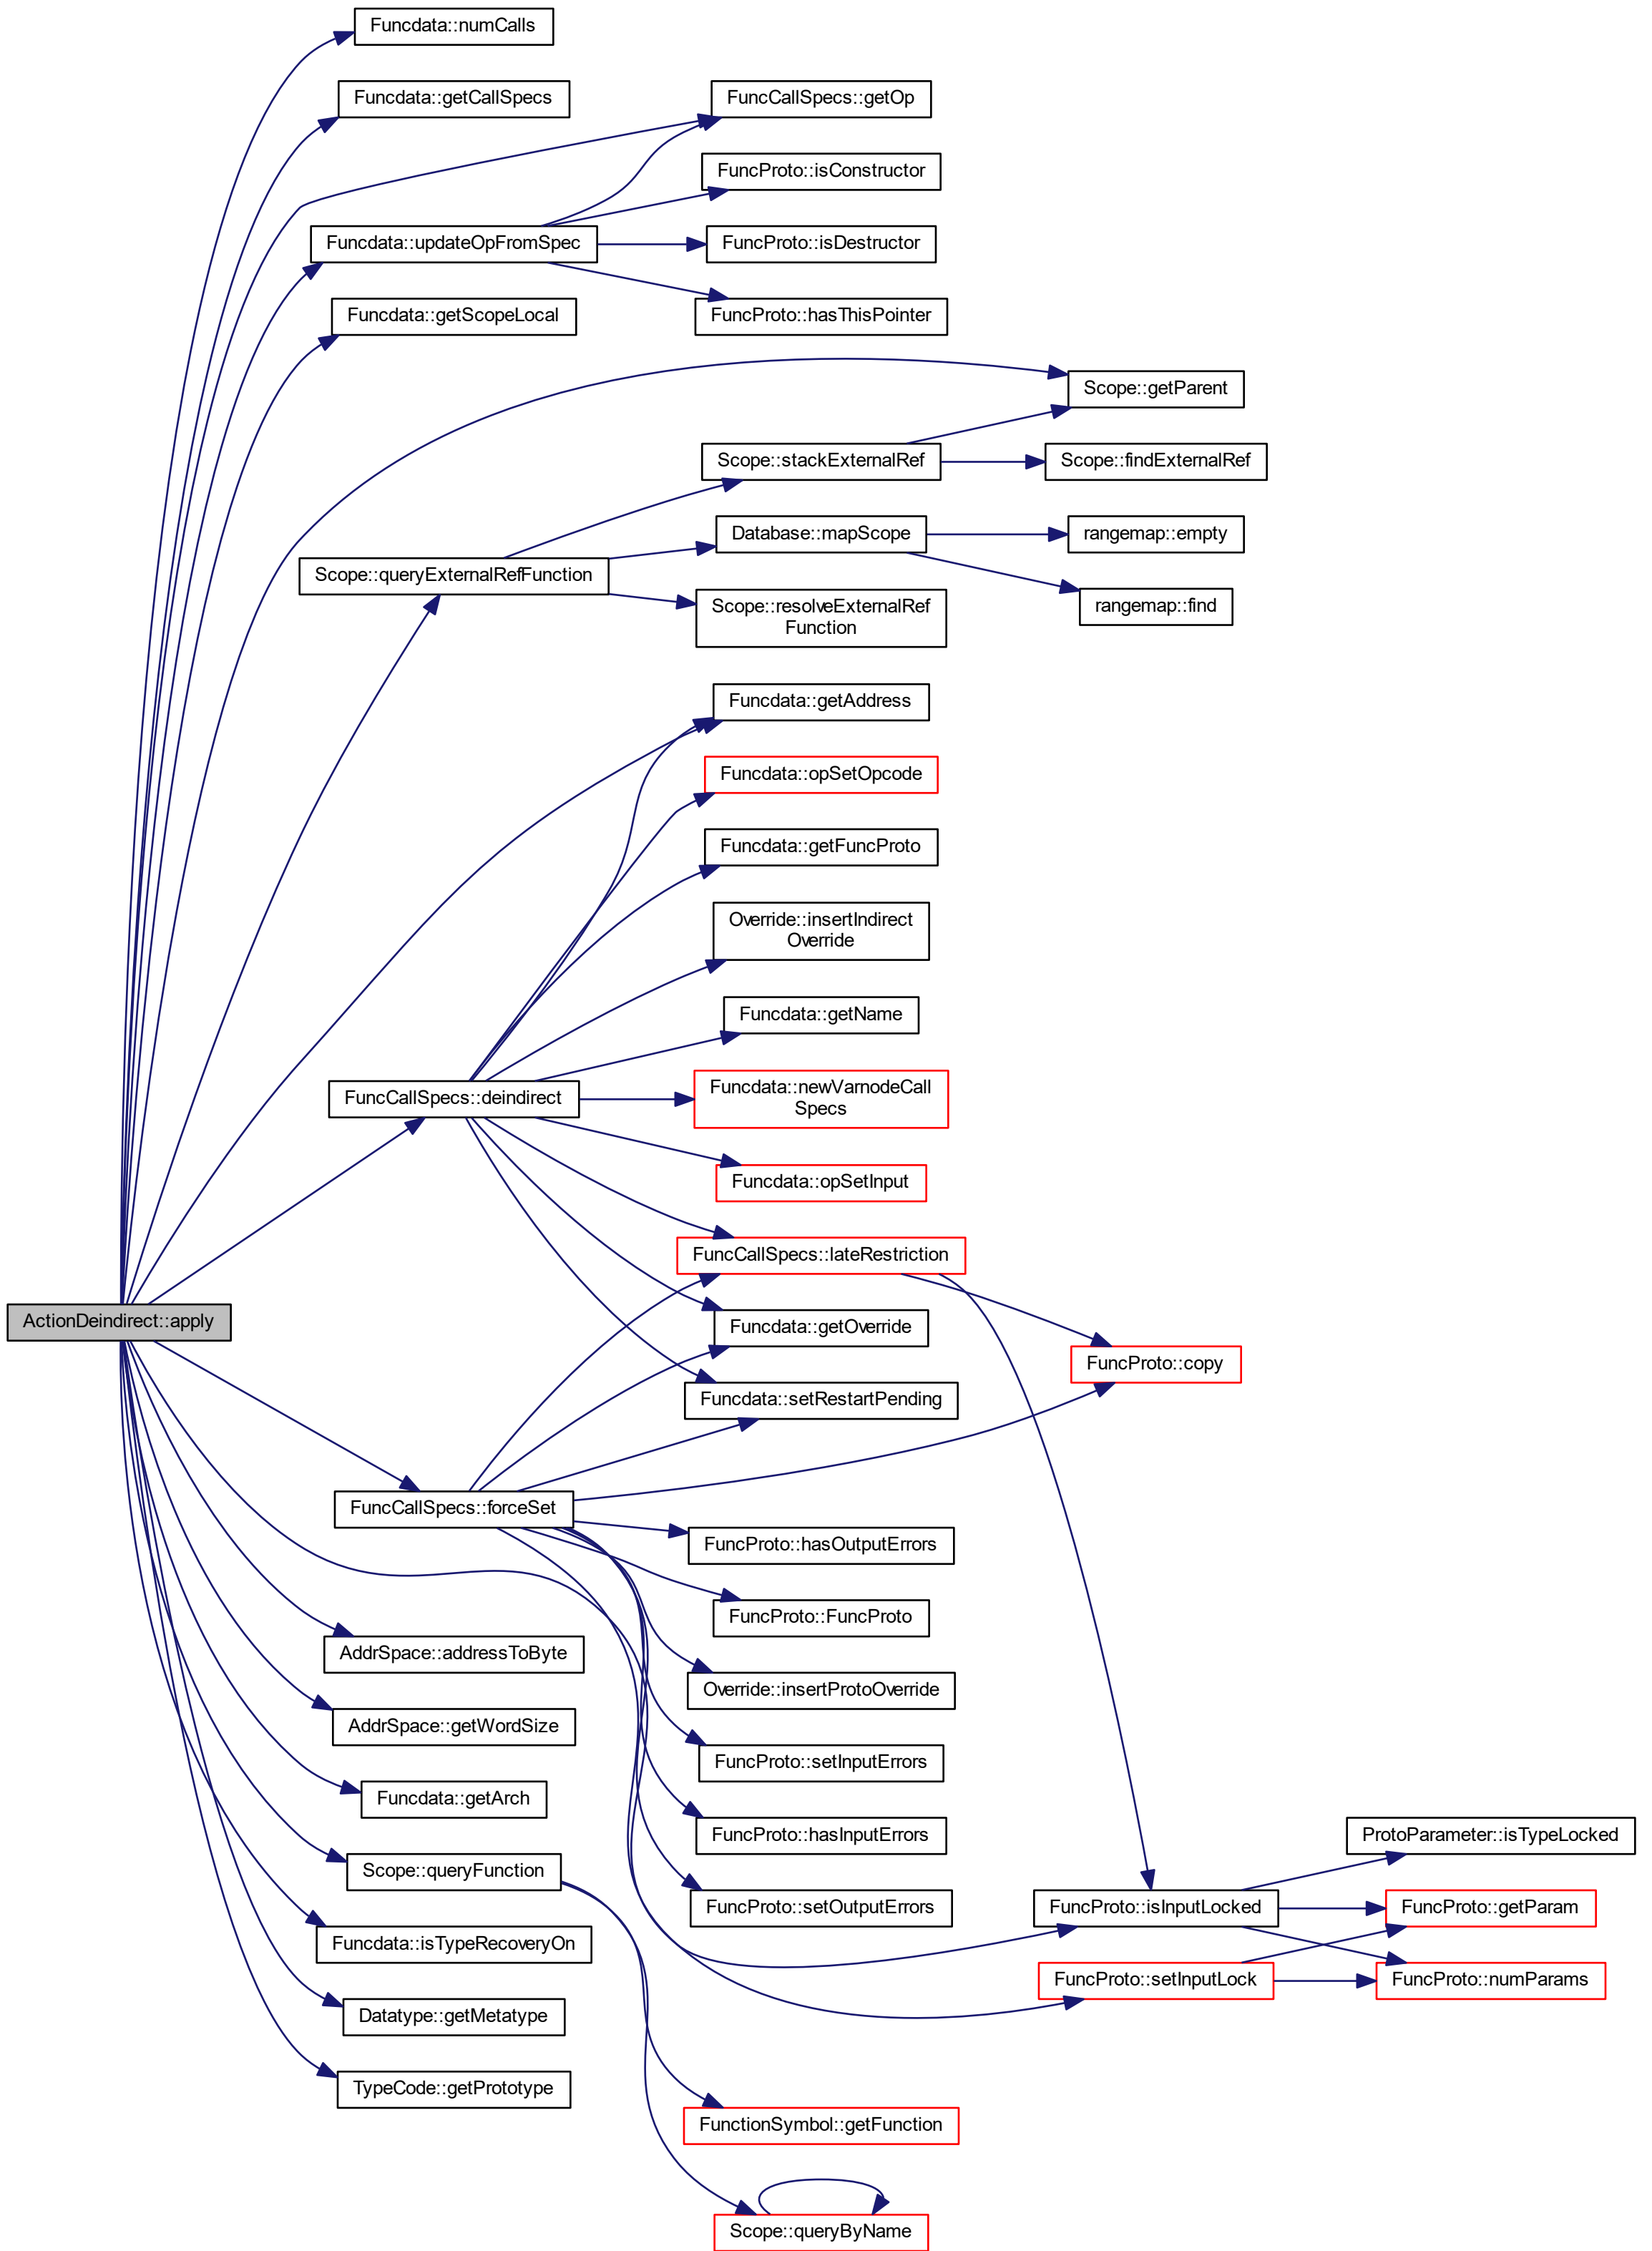 Funcdata::numCalls
Funcdata::getCallSpecs
FuncCallSpecs::getOp
FuncProto::isConstructor
Funcdata::updateOpFromSpec
FuncProto::isDestructor
FuncProto::hasThisPointer
Funcdata::getScopeLocal
Scope::getParent
Scope::stackExternalRef
Scope::findExternalRef
Database::mapScope
rangemap::empty
Scope::queryExternalRefFunction
rangemap::find
Scope::resolveExternalRef
Function
Funcdata::getAddress
Funcdata::opSetOpcode
Funcdata::getFuncProto
Override::insertIndirect
Override
Funcdata::getName
FuncCallSpecs::deindirect
Funcdata::newVarnodeCall
Specs
Funcdata::opSetInput
FuncCallSpecs::lateRestriction
ActionDeindirect::apply
Funcdata::getOverride
FuncProto::copy
Funcdata::setRestartPending
FuncCallSpecs::forceSet
FuncProto::hasOutputErrors
FuncProto::FuncProto
AddrSpace::addressToByte
Override::insertProtoOverride
AddrSpace::getWordSize
FuncProto::setInputErrors
Funcdata::getArch
FuncProto::hasInputErrors
ProtoParameter::isTypeLocked
Scope::queryFunction
FuncProto::setOutputErrors
FuncProto::isInputLocked
FuncProto::getParam
Funcdata::isTypeRecoveryOn
FuncProto::setInputLock
FuncProto::numParams
Datatype::getMetatype
TypeCode::getPrototype
FunctionSymbol::getFunction
Scope::queryByName